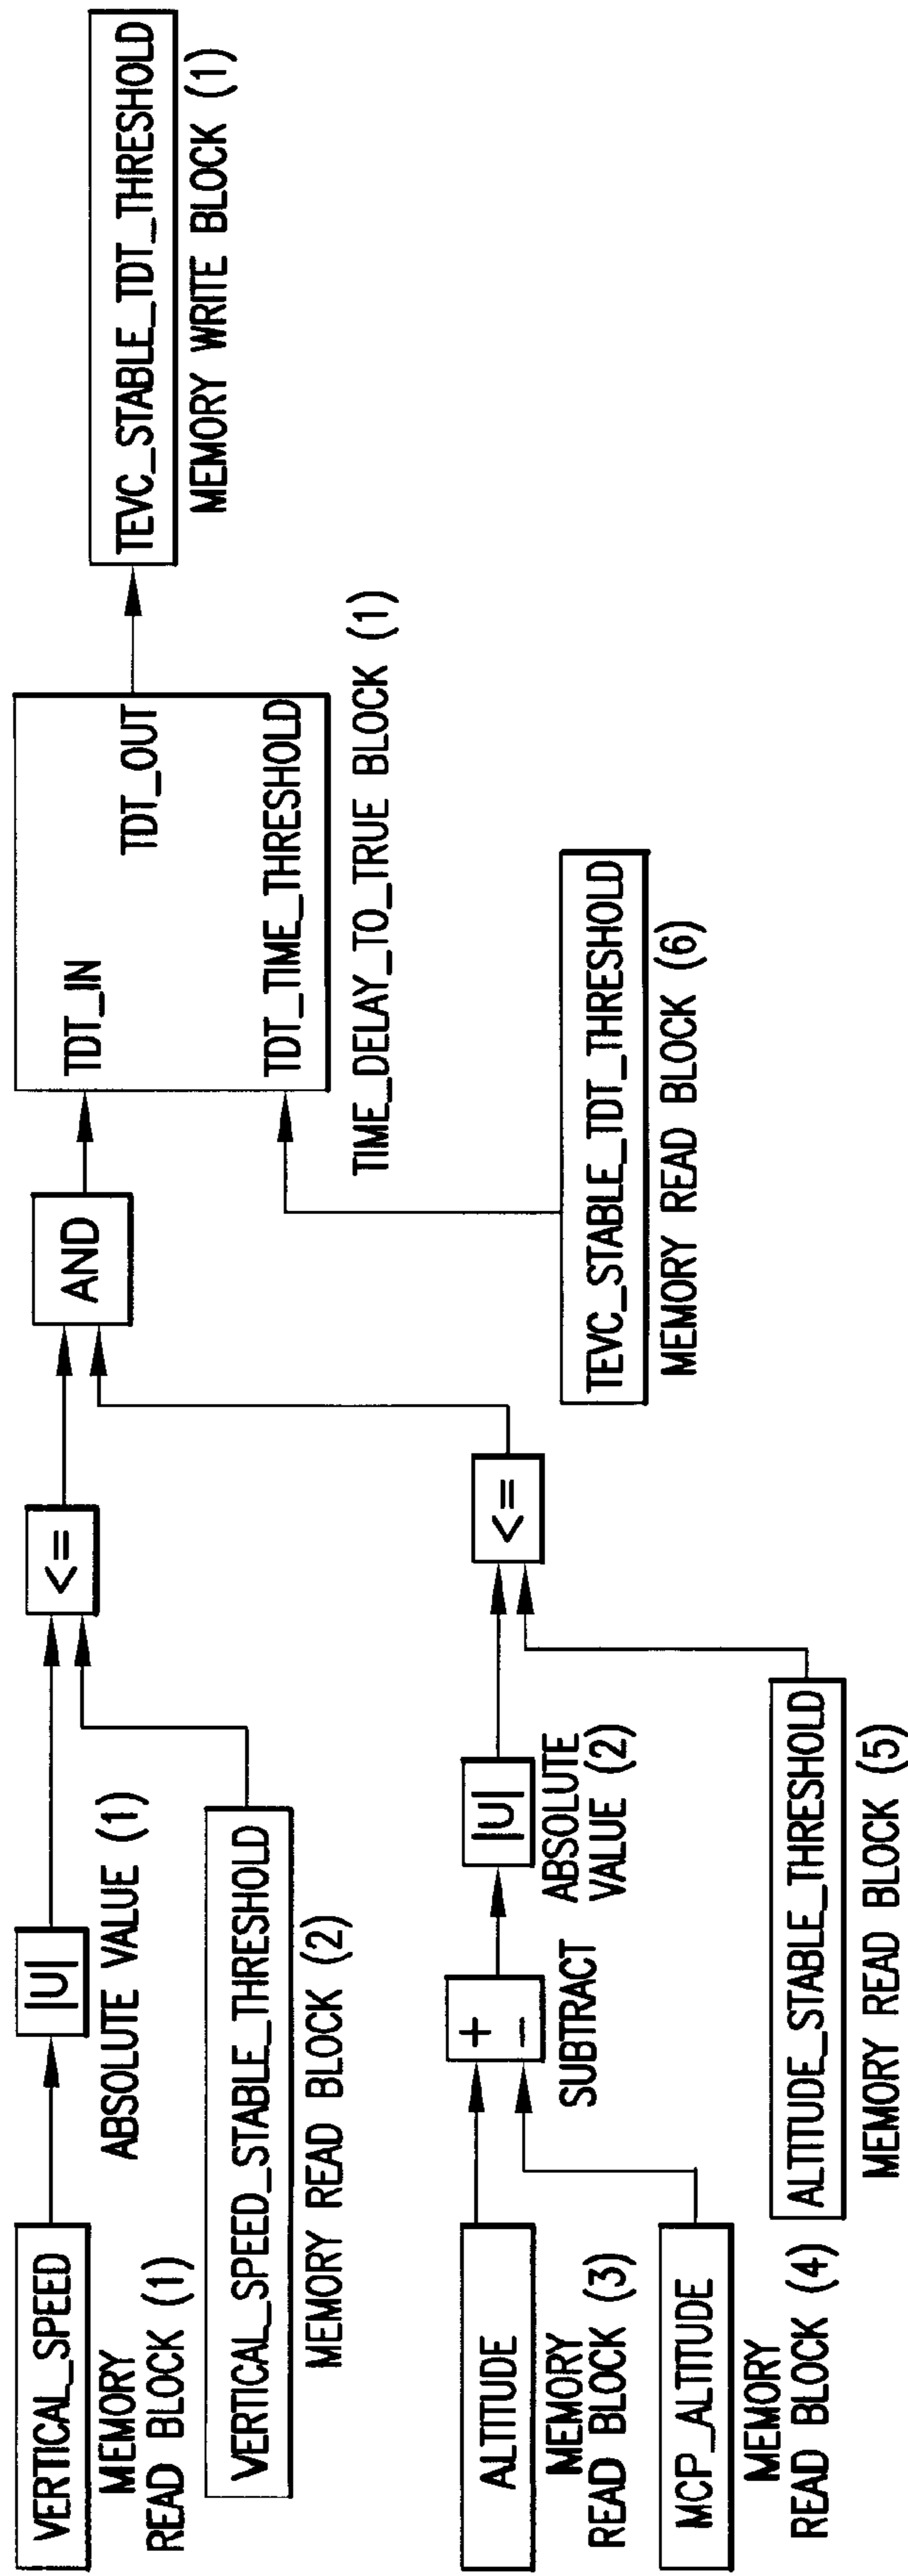 VERTICAL_SPEED
MEMORY
READ BLOCK (1)
|U|
ABSOLUTE VALUE (1)
VERTICAL_SPEED_STABLE_THRESHOLD
MEMORY READ BLOCK (2)
<=
ALTITUDE
MEMORY
READ BLOCK (3)
MCP_ALTITUDE
MEMORY
READ BLOCK (4)
+
−
SUBTRACT
|U|
ABSOLUTE
VALUE (2)
ALTITUDE_STABLE_THRESHOLD
MEMORY READ BLOCK (5)
<=
AND
TDT_IN
TDT_OUT
TDT_TIME_THRESHOLD
TIME_DELAY_TO_TRUE BLOCK (1)
TEVC_STABLE_TDT_THRESHOLD
MEMORY READ BLOCK (6)
TEVC_STABLE_TDT_THRESHOLD
MEMORY WRITE BLOCK (1)